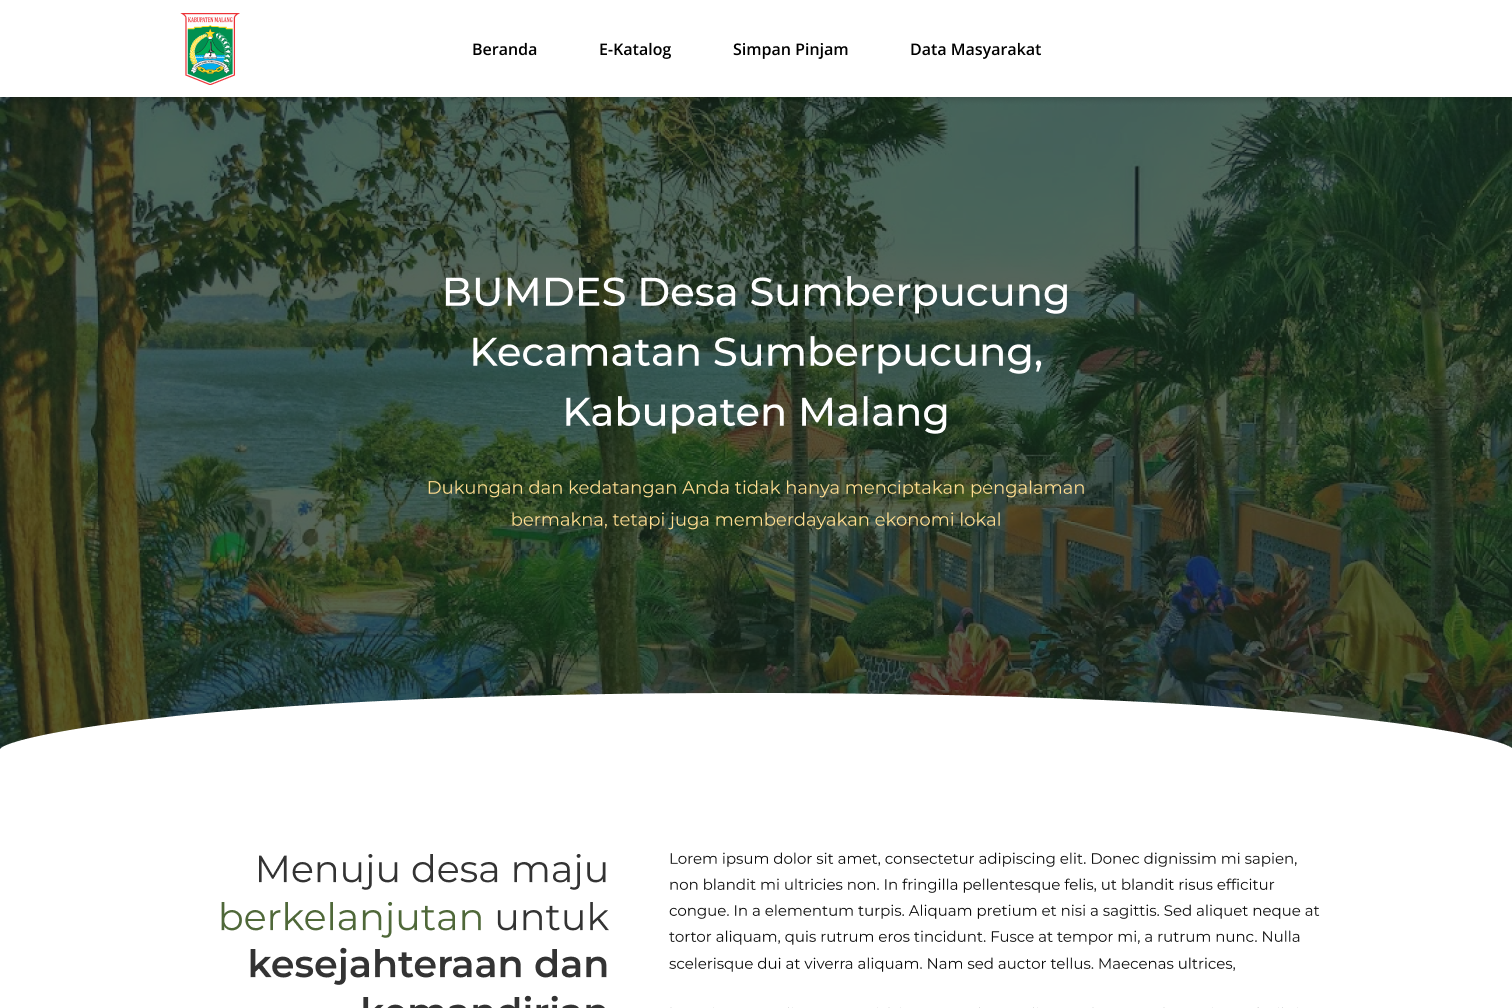 KABUPATEN MALANG
Beranda
E-Katalog
Simpan Pinjam
Data Masyarakat
BUMDES Desa Sumberpucung
Kecamatan Sumberpucung,
Kabupaten Malang
Dukungan dan kedatangan Anda tidak hanya menciptakan pengalaman
bermakna, tetapi juga memberdayakan ekonomi lokal
Menuju desa maju
berkelanjutan untuk
kesejahteraan dan
kemandirian
Lorem ipsum dolor sit amet, consectetur adipiscing elit. Donec dignissim mi sapien,
non blandit mi ultricies non. In fringilla pellentesque felis, ut blandit risus efficitur
congue. In a elementum turpis. Aliquam pretium et nisi a sagittis. Sed aliquet neque at
tortor aliquam, quis rutrum eros tincidunt. Fusce at tempor mi, a rutrum nunc. Nulla
scelerisque dui at viverra aliquam. Nam sed auctor tellus. Maecenas ultrices,